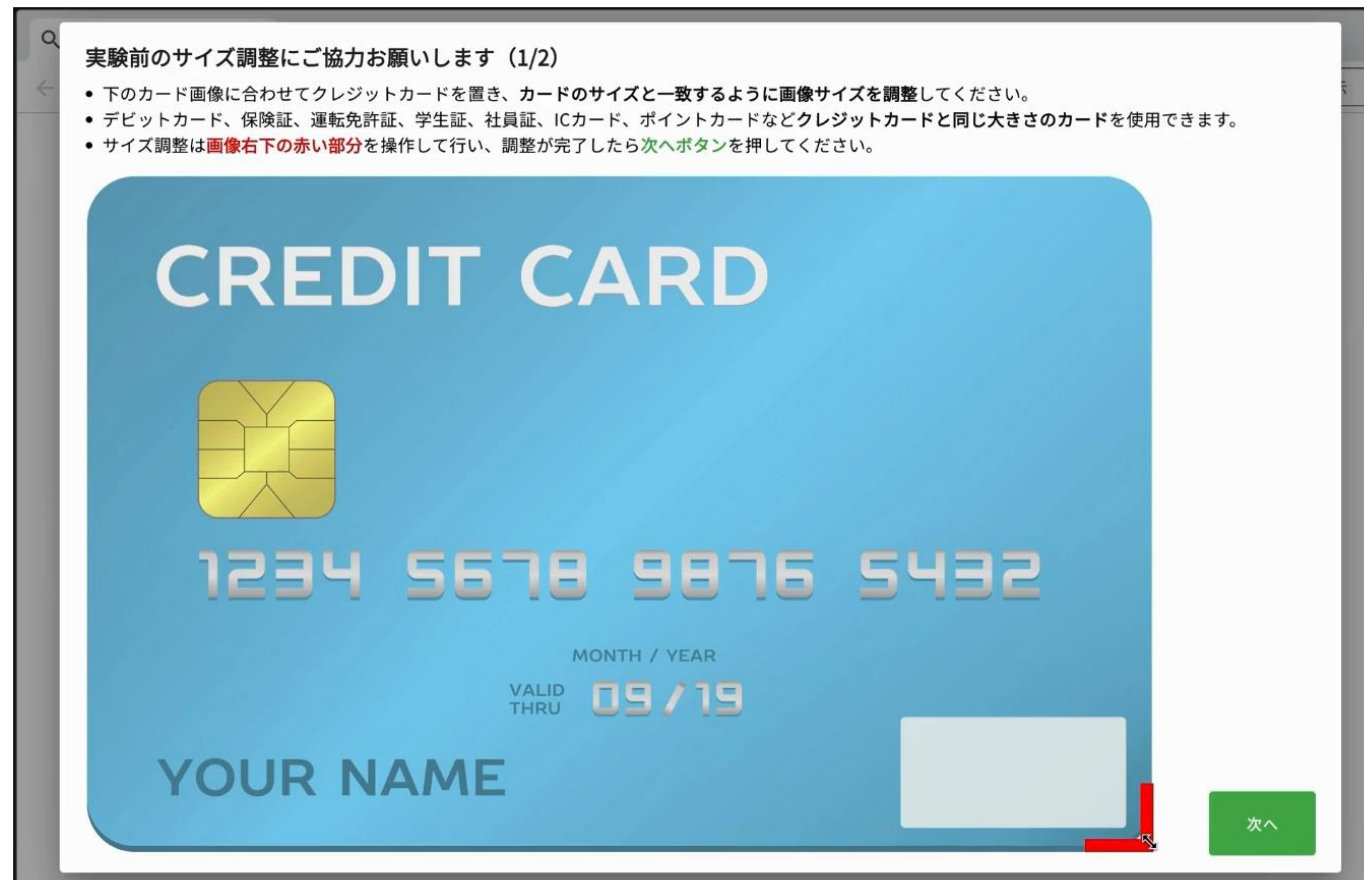 実験前のサイズ調整にご協力お願いします（1/2）
• 下のカード画像に合わせてクレジットカードを置き、カードのサイズと一致するように画像サイズを調整してください。
• デビットカード、保険証、運転免許証、学生証、社員証、ICカード、ポイントカードなどクレジットカードと同じ大きさのカードを使用できます。
• サイズ調整は画像右下の赤い部分を操作して行い、調整が完了したら次へボタンを押してください。
CREDIT CARD
1234 5678 9876 5432
MONTH / YEAR
VALID
THRU 09/19
YOUR NAME
次へ